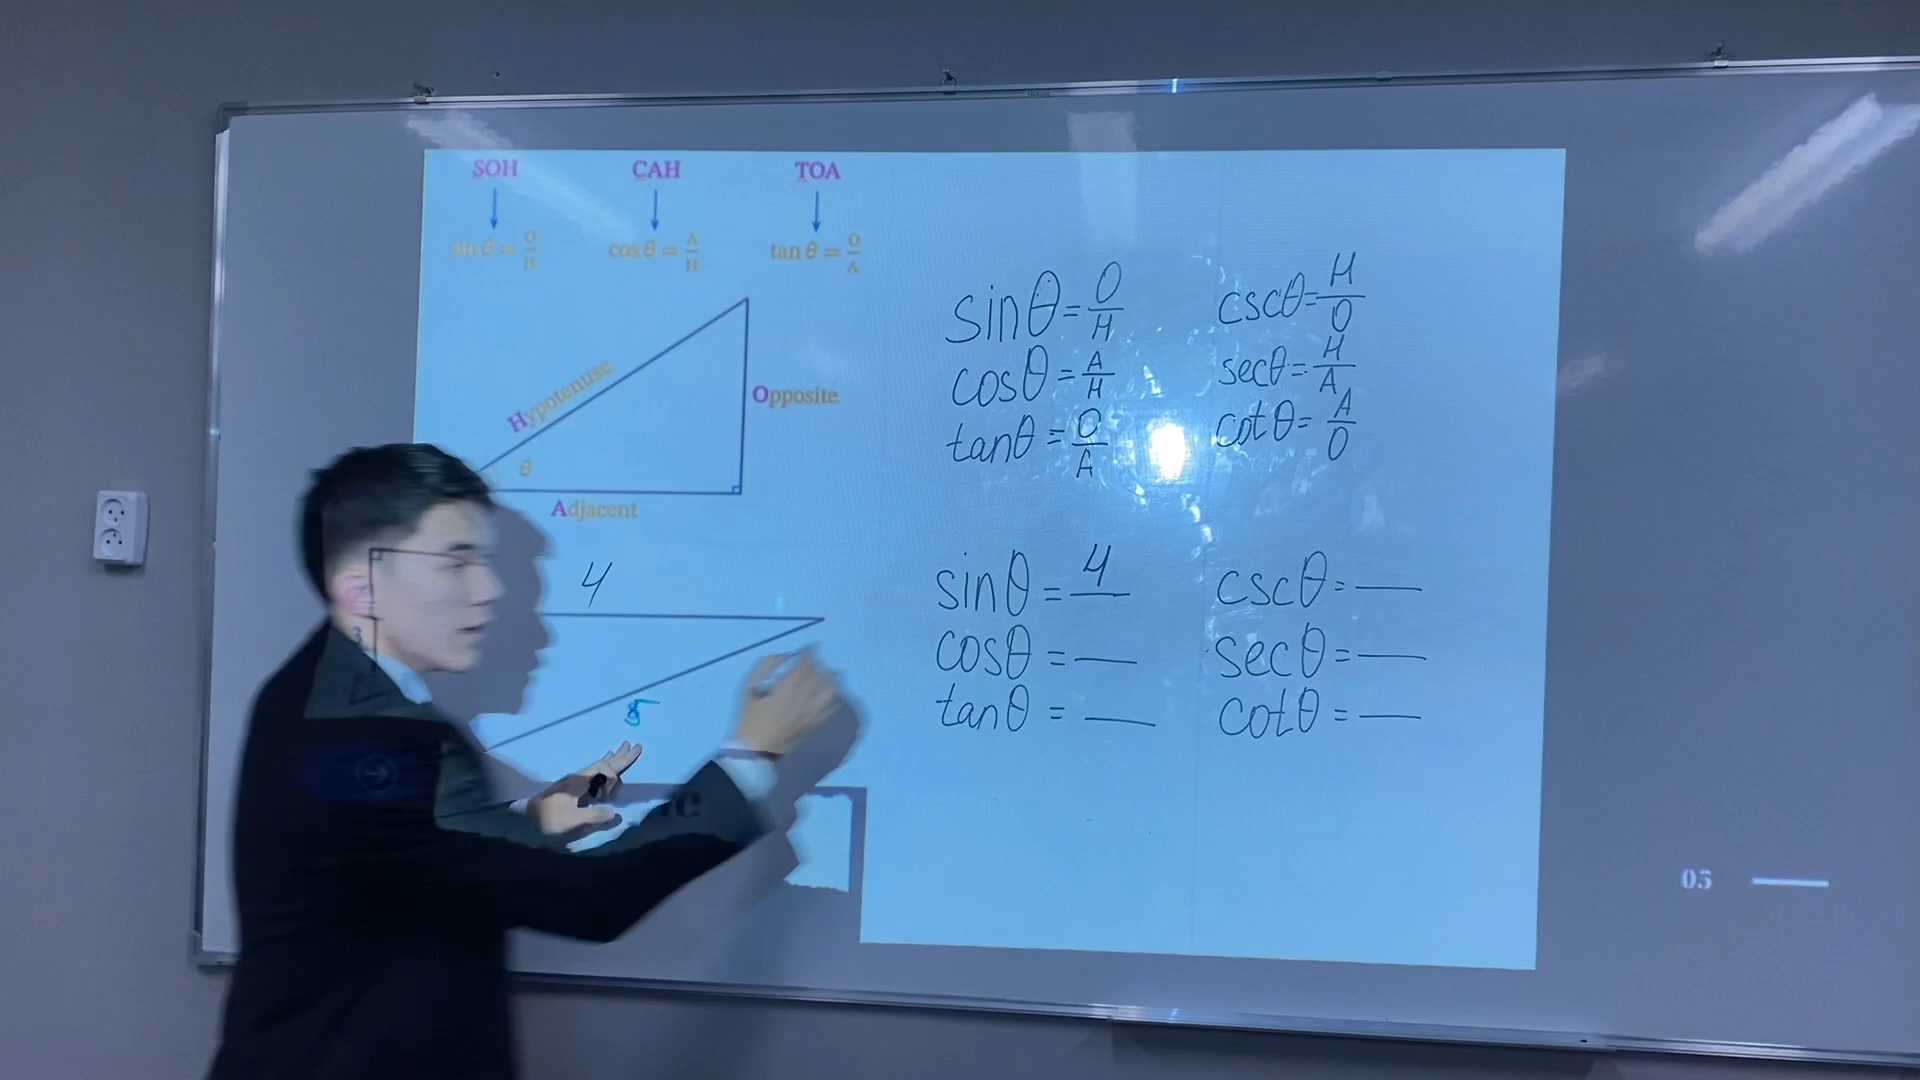 SOH CAH TOA
sin θ = O/H cos θ = A/H tan θ = O/A
Hypotenuse
Opposite
θ
Adjacent
sinθ = O/H cscθ = H/O
cosθ = A/H secθ = H/A
tanθ = O/A cotθ = A/O
4
3
5
sinθ = 4/ cscθ = —
cosθ = — secθ = —
tanθ = — cotθ = —
05